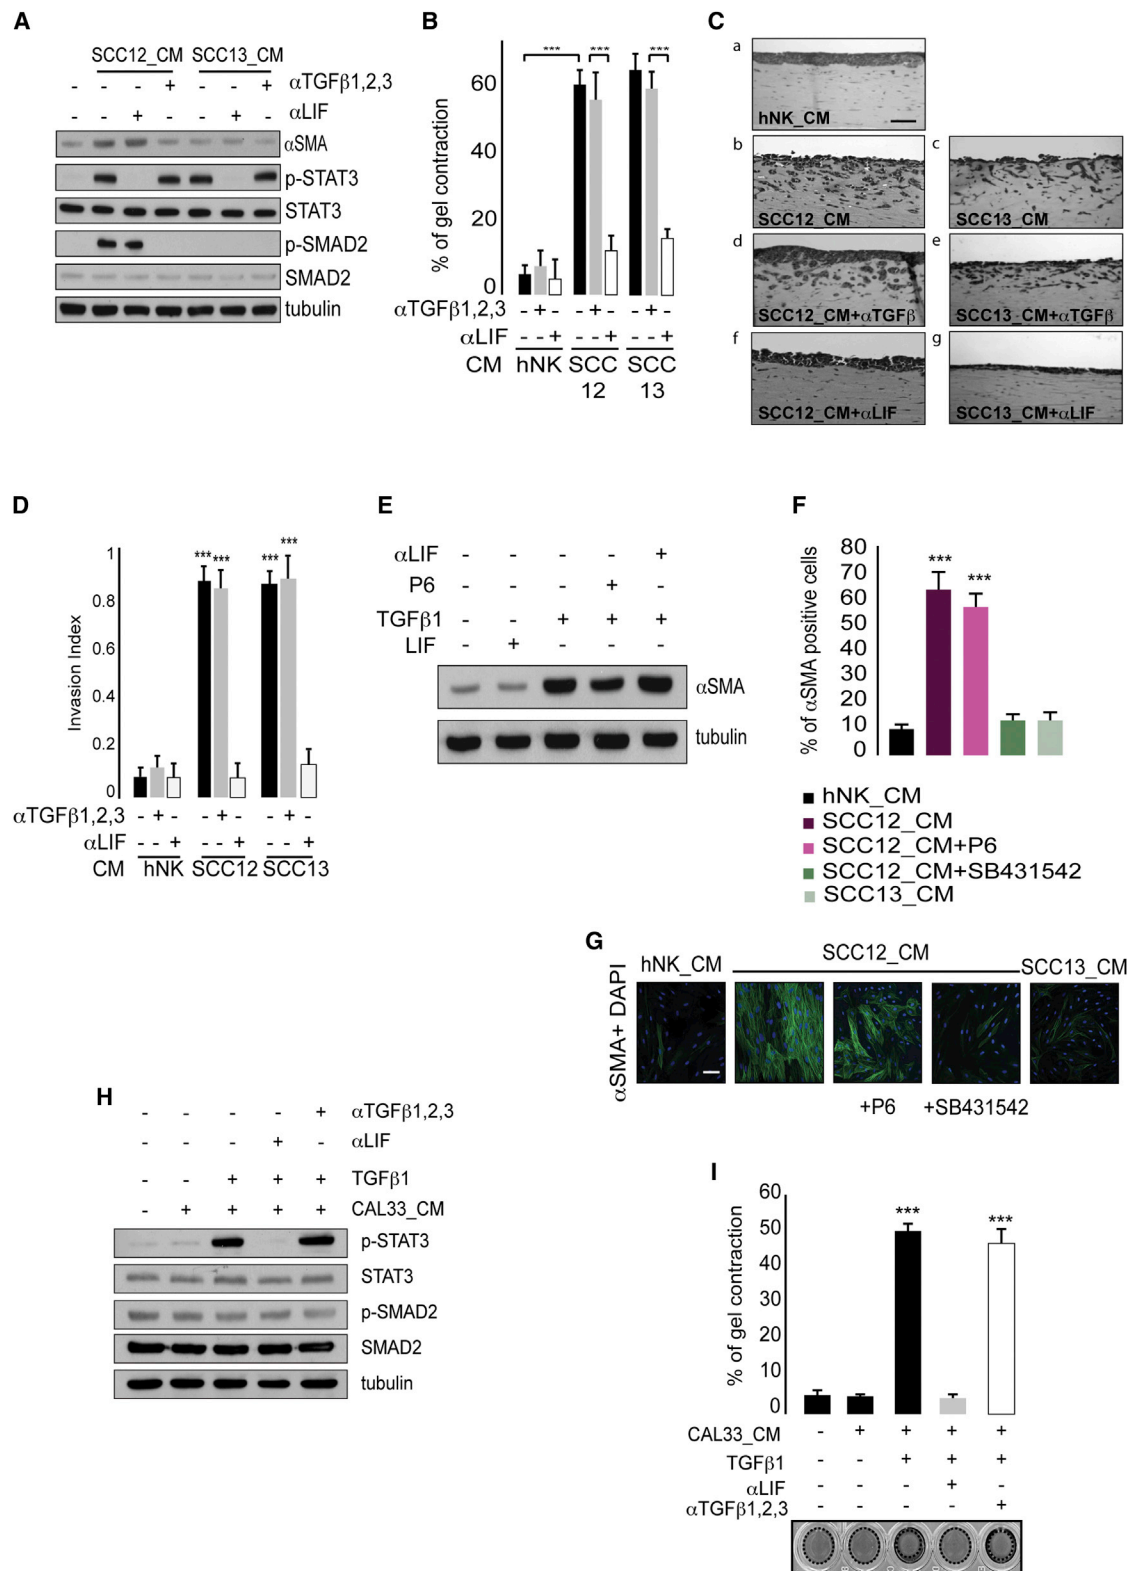 A
SCC12_CM SCC13_CM
- - - + - - + αTGFβ1,2,3
- - + - - + - αLIF
αSMA
p-STAT3
STAT3
p-SMAD2
SMAD2
tubulin
B
*** *** ***
% of gel contraction
60
40
20
0
αTGFβ1,2,3 - + - - + - - + -
αLIF - - + - - + - - +
CM hNK SCC 12 SCC 13
C
a
hNK_CM
b
SCC12_CM
c
SCC13_CM
d
SCC12_CM+αTGFβ
e
SCC13_CM+αTGFβ
f
SCC12_CM+αLIF
g
SCC13_CM+αLIF
D
*** *** *** ***
Invasion Index
1
0.8
0.6
0.4
0.2
0
αTGFβ1,2,3 - + - - + - - + -
αLIF - - + - - + - - +
CM hNK SCC12 SCC13
E
αLIF - - - - +
P6 - - - + -
TGFβ1 - - + + +
LIF - + - - -
αSMA
tubulin
F
% of αSMA positive cells
80
70
60
50
40
30
20
10
0
*** ***
hNK_CM
SCC12_CM
SCC12_CM+P6
SCC12_CM+SB431542
SCC13_CM
G
αSMA+ DAPI
hNK_CM SCC12_CM SCC13_CM
+P6 +SB431542
H
- - - - + αTGFβ1,2,3
- - - + - αLIF
- - + + + TGFβ1
- + + + + CAL33_CM
p-STAT3
STAT3
p-SMAD2
SMAD2
tubulin
I
% of gel contraction
60
50
40
30
20
10
0
*** ***
CAL33_CM - + + + +
TGFβ1 - - + + +
αLIF - - - + -
αTGFβ1,2,3 - - - - +